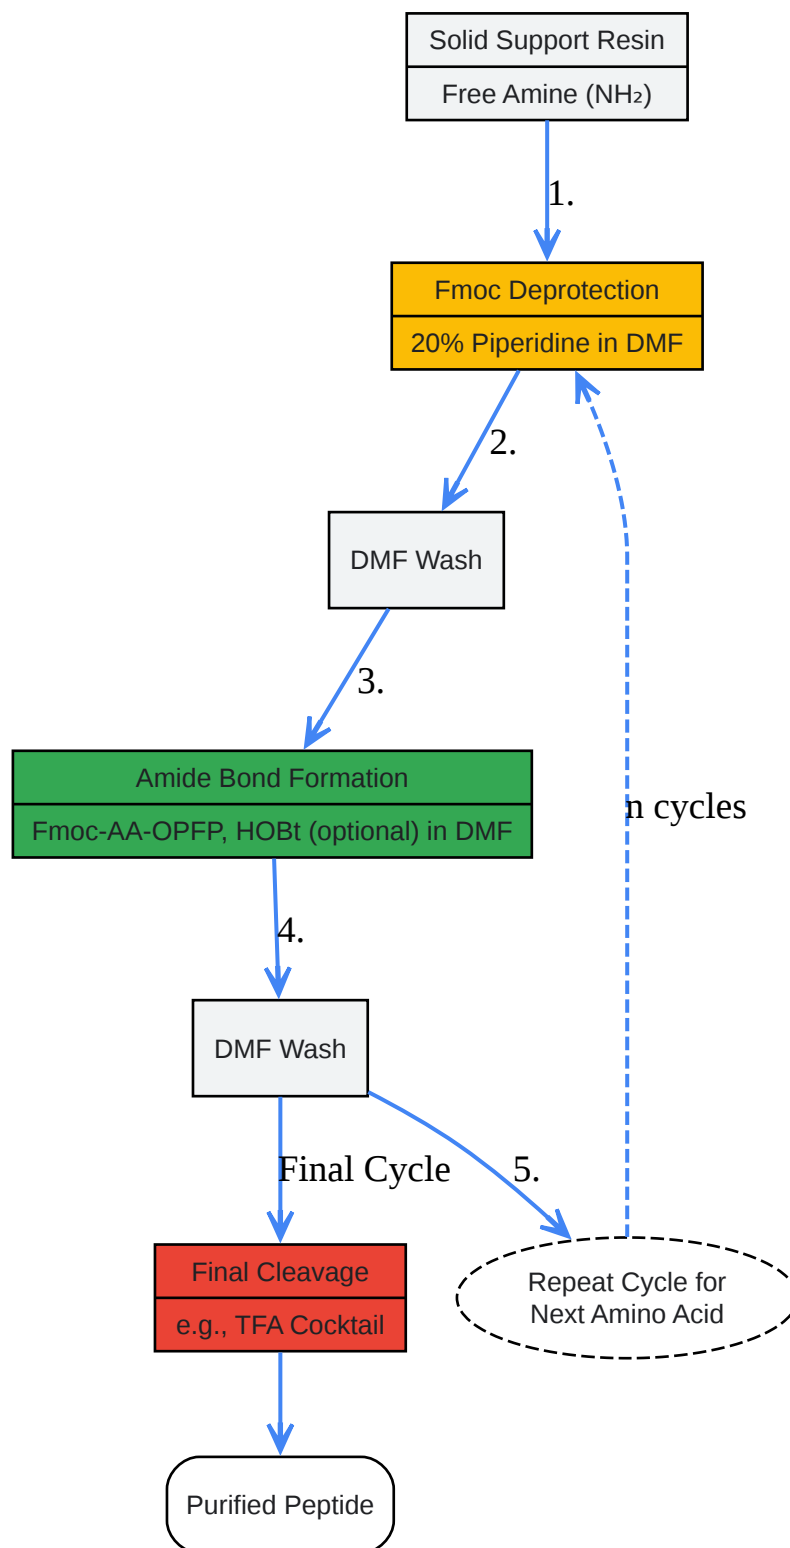 Solid Support Resin
Free Amine (NH₂)
1.
Fmoc Deprotection
20% Piperidine in DMF
2.
DMF Wash
3.
Amide Bond Formation
Fmoc-AA-OPFP, HOBt (optional) in DMF
n cycles
4.
DMF Wash
Final Cycle
5.
Final Cleavage
e.g., TFA Cocktail
Repeat Cycle for
Next Amino Acid
Purified Peptide